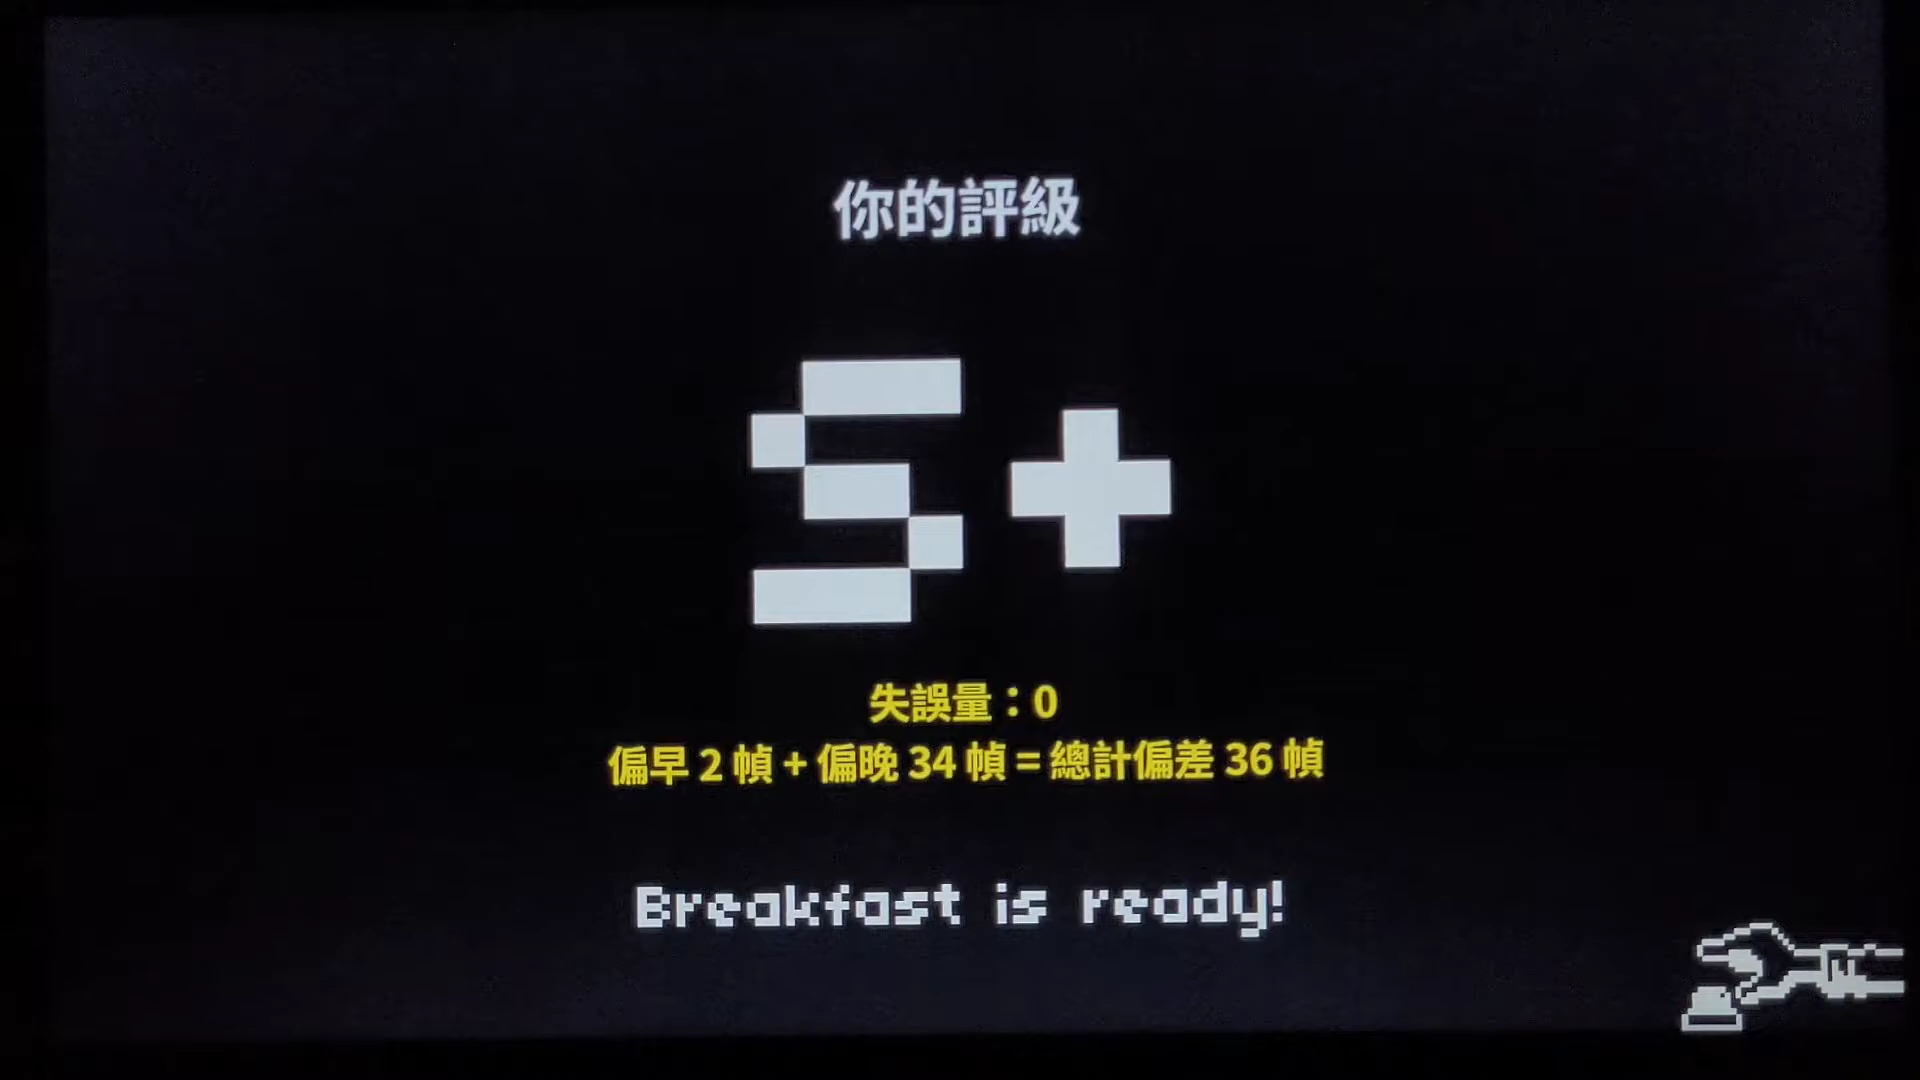 你的評級
S+
失誤量：0
偏早 2 幀 + 偏晚 34 幀 = 總計偏差 36 幀
Breakfast is ready!